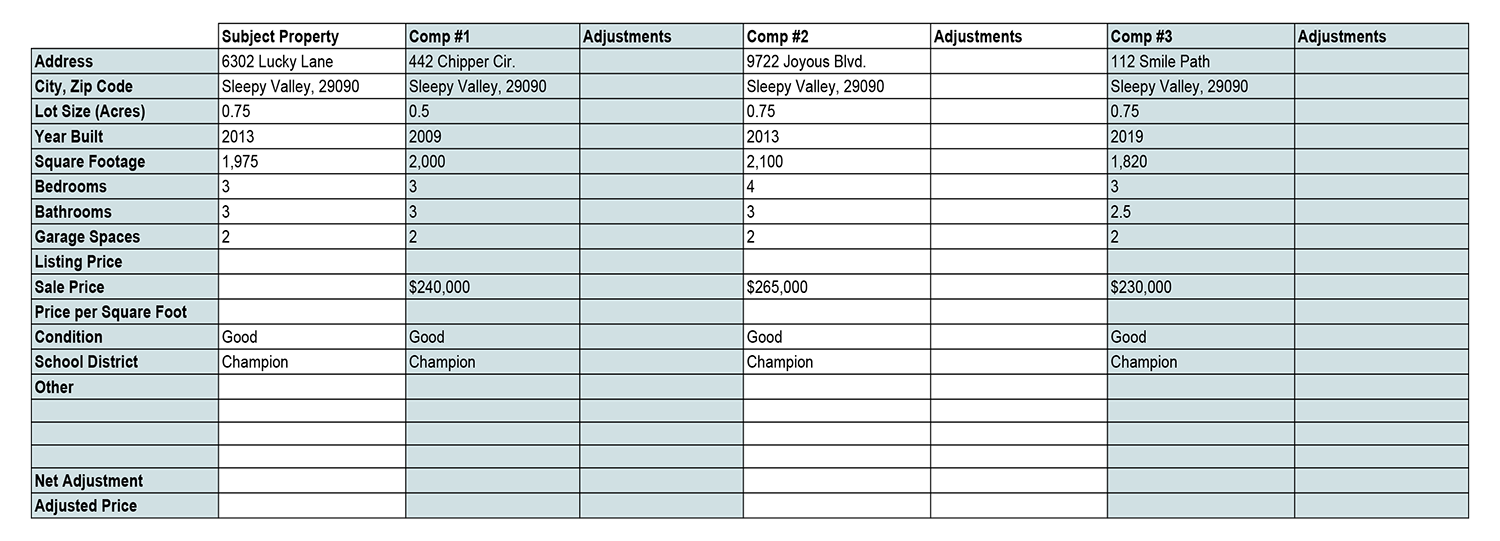 Subject Property Comp #1 Adjustments Comp #2 Adjustments Comp #3 Adjustments
Address 6302 Lucky Lane 442 Chipper Cir. 9722 Joyous Blvd. 112 Smile Path
City, Zip Code Sleepy Valley, 29090 Sleepy Valley, 29090 Sleepy Valley, 29090 Sleepy Valley, 29090
Lot Size (Acres) 0.75 0.5 0.75 0.75
Year Built 2013 2009 2013 2019
Square Footage 1,975 2,000 2,100 1,820
Bedrooms 3 3 4 3
Bathrooms 3 3 3 2.5
Garage Spaces 2 2 2 2
Listing Price
Sale Price $240,000 $265,000 $230,000
Price per Square Foot
Condition Good Good Good Good
School District Champion Champion Champion Champion
Other
Net Adjustment
Adjusted Price